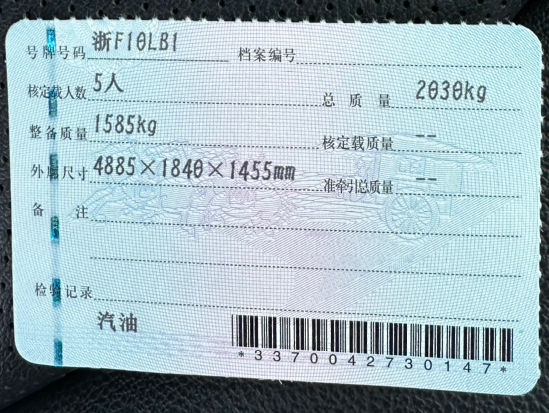 号牌号码 浙F10LB1 档案编号
核定载人数 5人 总质量 2030kg
整备质量 1585kg 核定载质量 --
外廓尺寸 4885×1840×1455mm 准牵引总质量 --
备注
检验记录
汽油
*3370042730147*